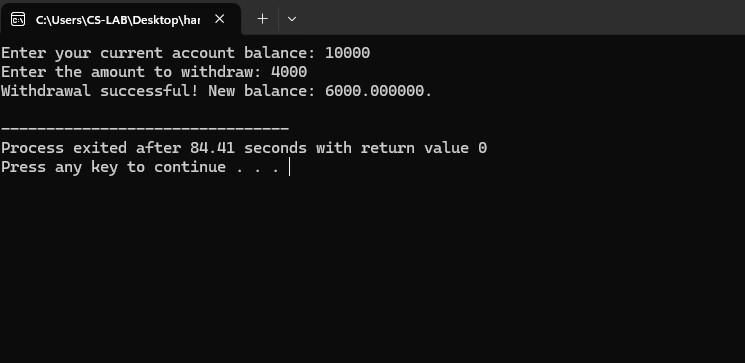 C:\Users\CS-LAB\Desktop\har
Enter your current account balance: 10000
Enter the amount to withdraw: 4000
Withdrawal successful! New balance: 6000.000000.
--------------------------------
Process exited after 84.41 seconds with return value 0
Press any key to continue . . .